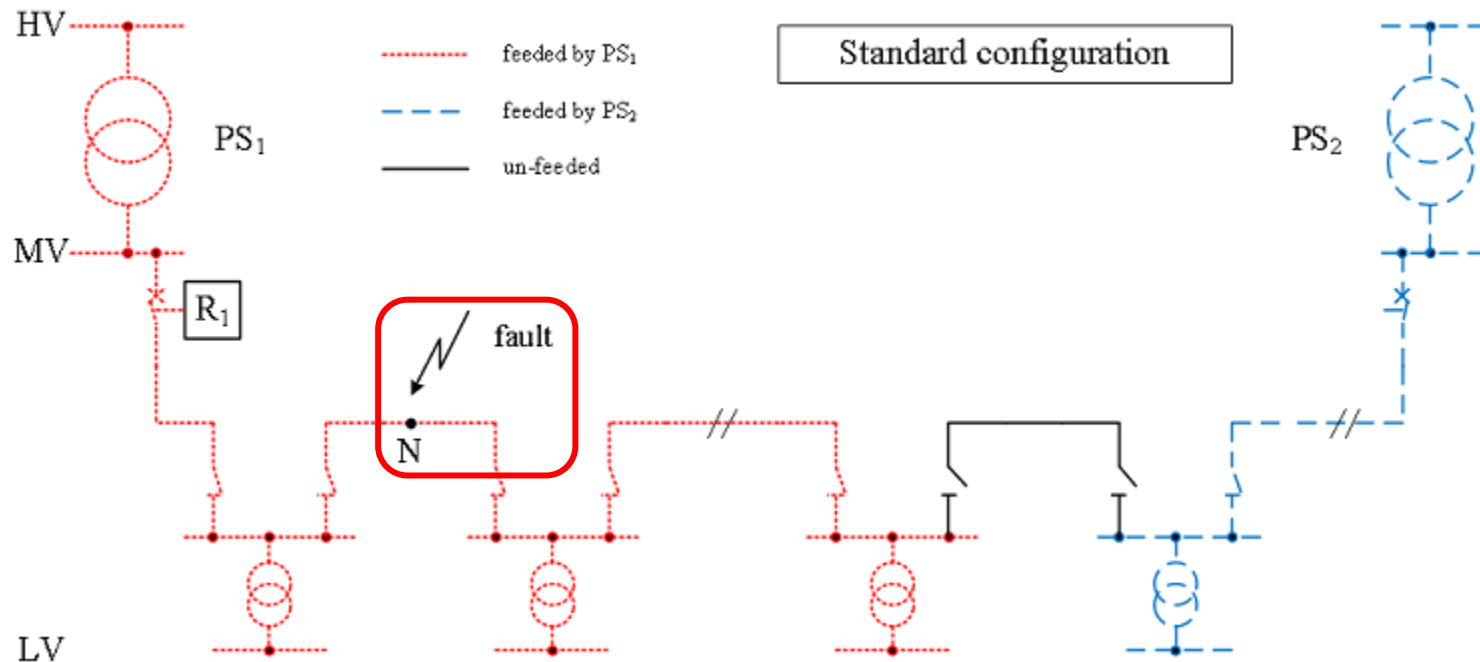 HV
feeded by PS₁
Standard configuration
PS₁
feeded by PS₂
PS₂
un-feeded
MV
R₁
fault
N
LV